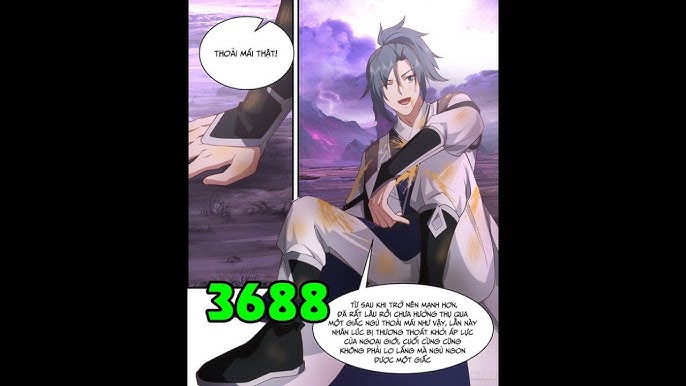 THOẢI MÁI THẬT!
3688
TỪ SAU KHI TRỞ NÊN MẠNH HƠN,
ĐÃ RẤT LÂU RỒI CHƯA HƯỞNG THỤ QUA
MỘT GIẤC NGỦ THOẢI MÁI NHƯ VẬY, LẦN NÀY
NHÂN LÚC BỊ THƯƠNG THOÁT KHỎI ÁP LỰC
CỦA NGOẠI GIỚI, CUỐI CÙNG CŨNG
KHÔNG PHẢI LO LẮNG MÀ NGỦ NGON
ĐƯỢC MỘT GIẤC